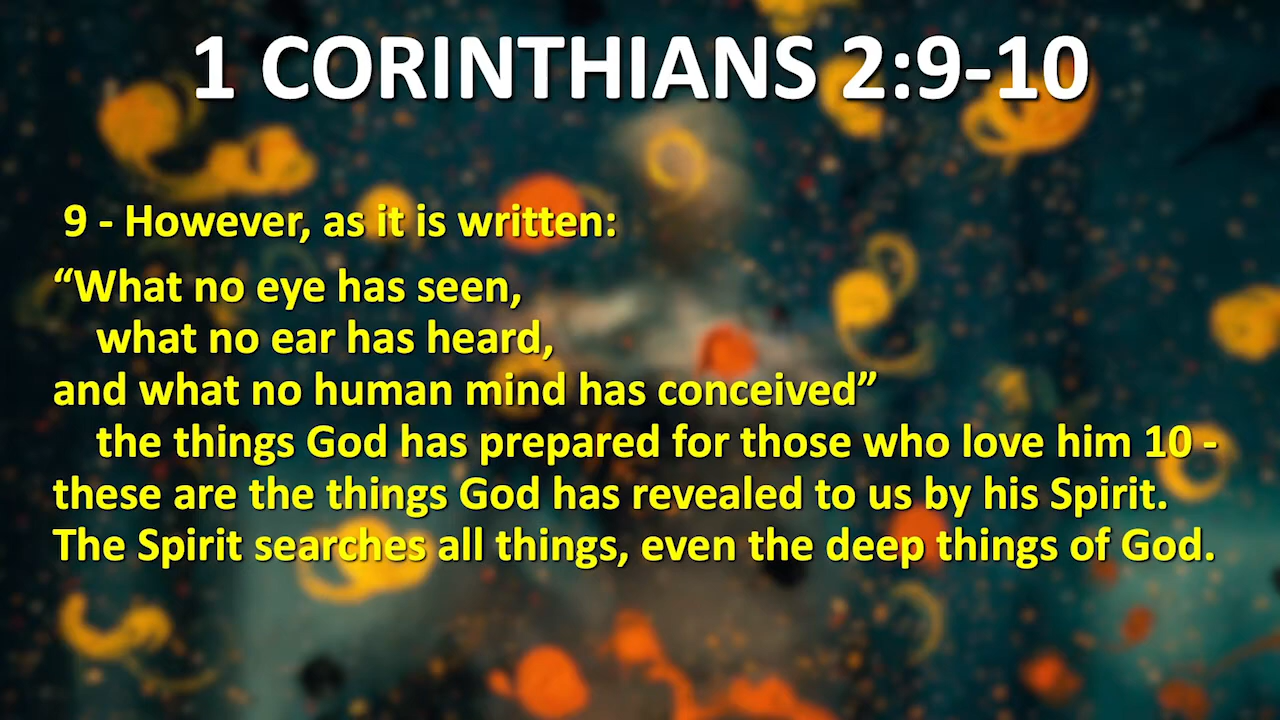 1 CORINTHIANS 2:9-10
9 - However, as it is written:
“What no eye has seen,
what no ear has heard,
and what no human mind has conceived”
the things God has prepared for those who love him 10 -
these are the things God has revealed to us by his Spirit.
The Spirit searches all things, even the deep things of God.